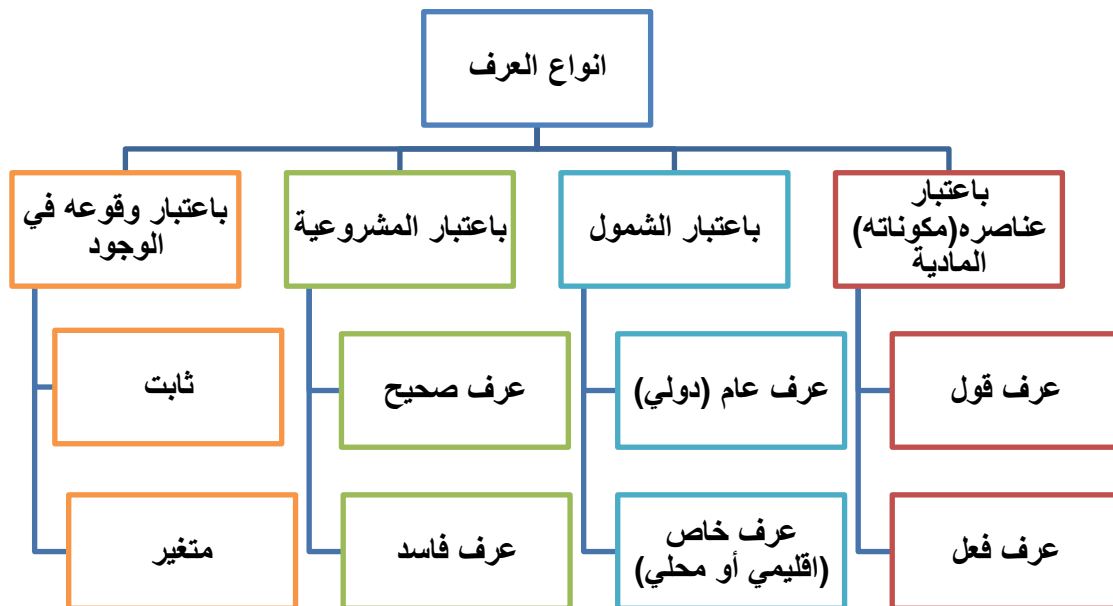 انواع العرف
باعتبار
عناصره(مكوناته)
المادية
باعتبار الشمول
باعتبار المشروعية
باعتبار وقوعه في
الوجود
عرف قول
عرف عام (دولي)
عرف صحيح
ثابت
عرف فعل
عرف خاص
(اقليمي أو محلي)
عرف فاسد
متغير